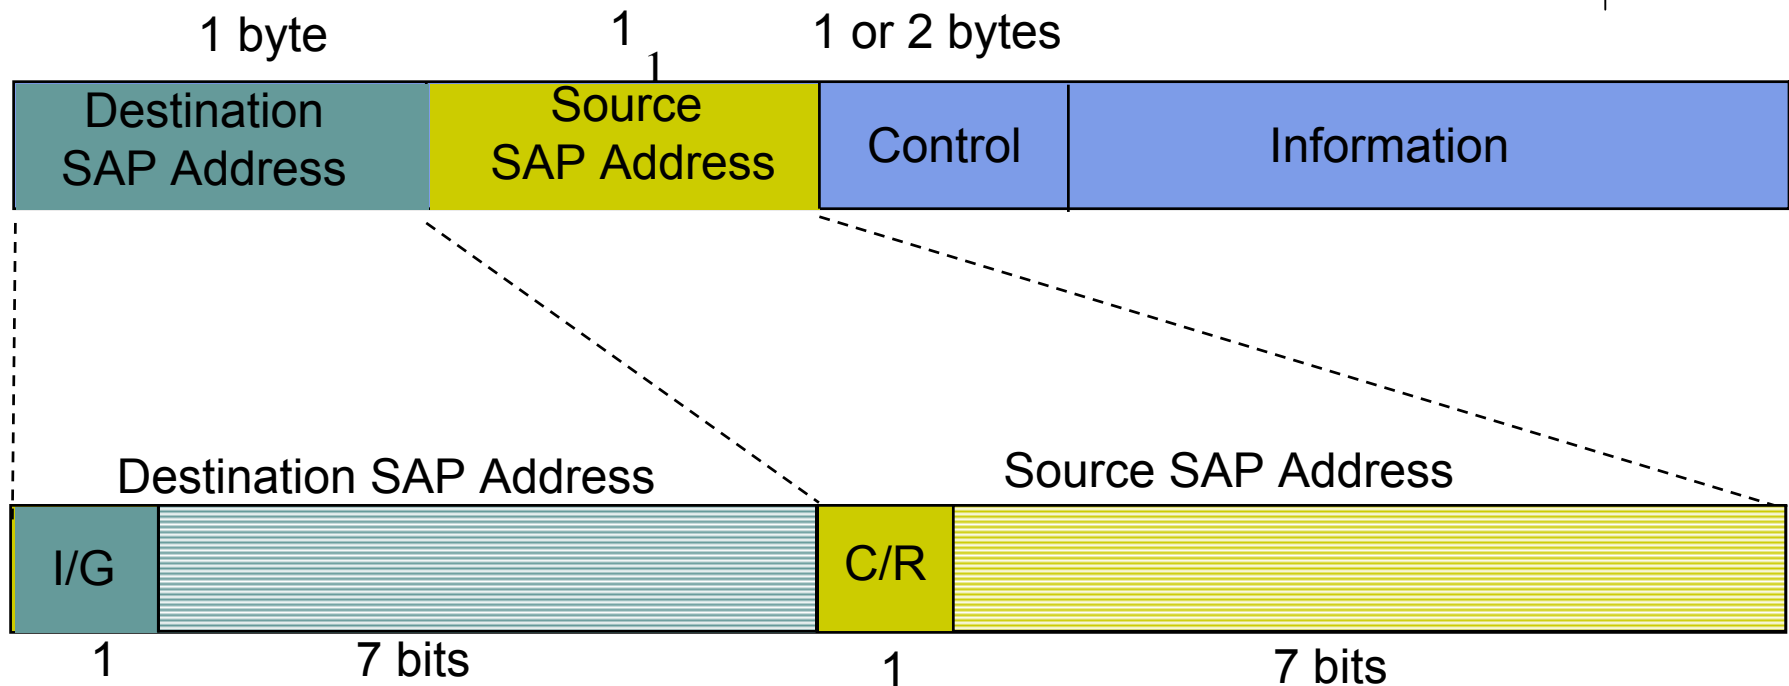 1 byte
1
1 or 2 bytes
1
Destination
SAP Address
Source
SAP Address
Control
Information
Destination SAP Address
Source SAP Address
I/G
C/R
1
7 bits
1
7 bits